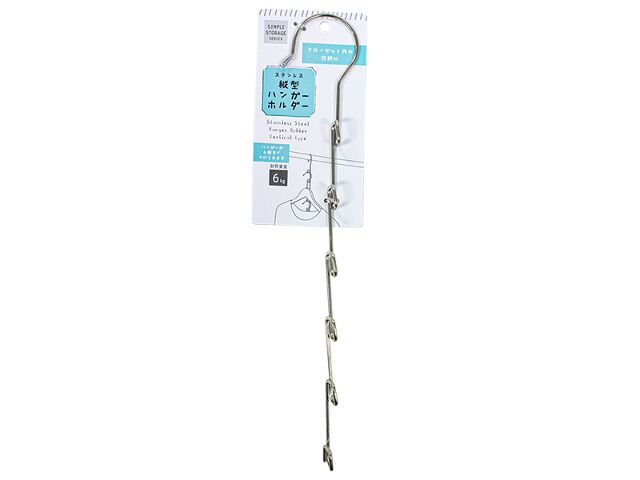 SIMPLE
STORAGE
SERIES
クローゼット内の
収納に
ステンレス
縦型
ハンガー
ホルダー
Stainless Steel
Hanger Holder
Vertical type
ハンガーが
6個まで
かけられます
耐荷重量
6kg